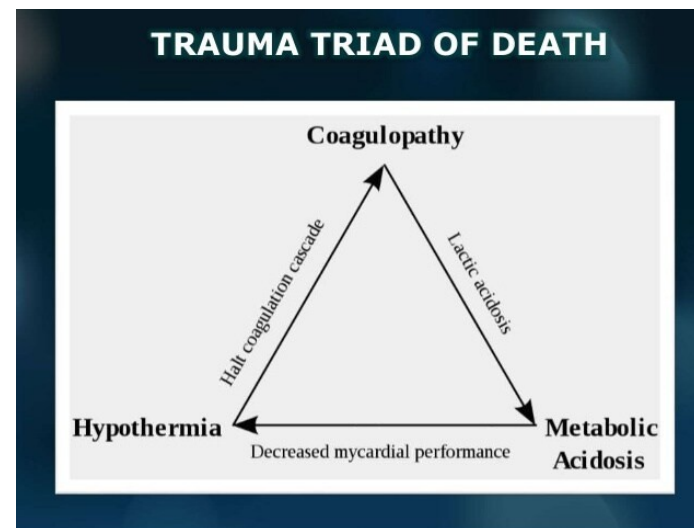 TRAUMA TRIAD OF DEATH
Coagulopathy
Halt coagulation cascade
Lactic acidosis
Hypothermia
Decreased mycardial performance
Metabolic
Acidosis